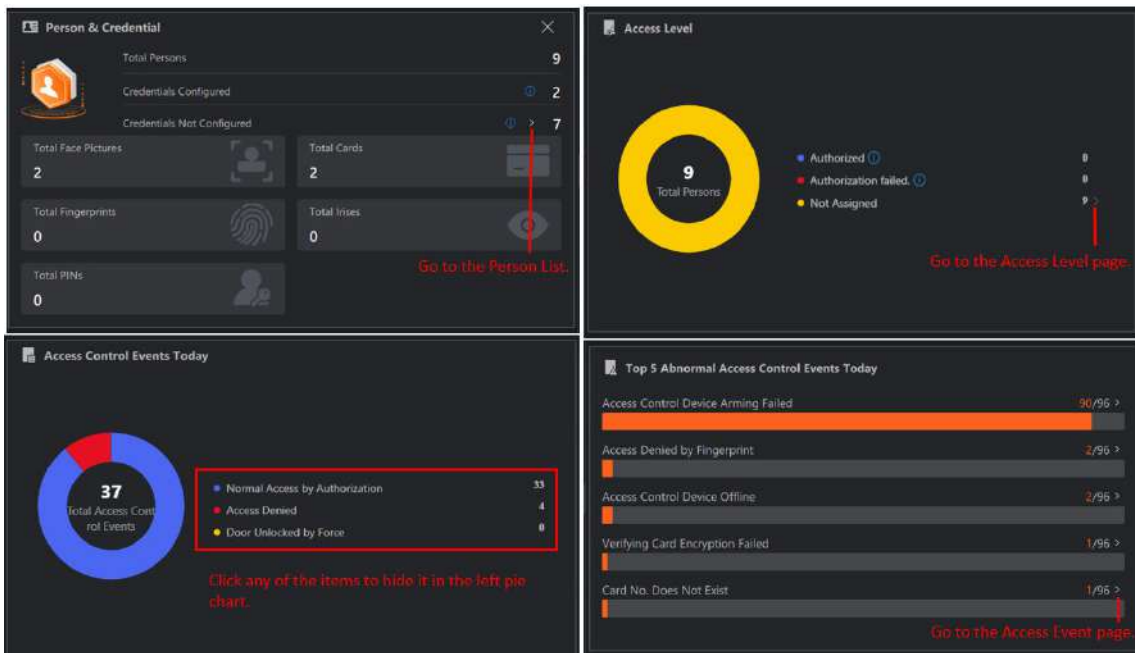 Person & Credential
Total Persons 9
Credentials Configured 2
Credentials Not Configured > 7
Total Face Pictures
2
Total Cards
2
Total Fingerprints
0
Total Irises
0
Go to the Person List.
Total PINs
0
Access Level
9
Total Persons
Authorized 0
Authorization failed. 0
Not Assigned 9 >
Go to the Access Level page.
Access Control Events Today
37
Total Access Cont
rol Events
Normal Access by Authorization 33
Access Denied 4
Door Unlocked by Force 0
Click any of the items to hide it in the left pie
chart.
Top 5 Abnormal Access Control Events Today
Access Control Device Arming Failed 90/96 >
Access Denied by Fingerprint 2/96 >
Access Control Device Offline 2/96 >
Verifying Card Encryption Failed 1/96 >
Card No. Does Not Exist 1/96 >
Go to the Access Event page.